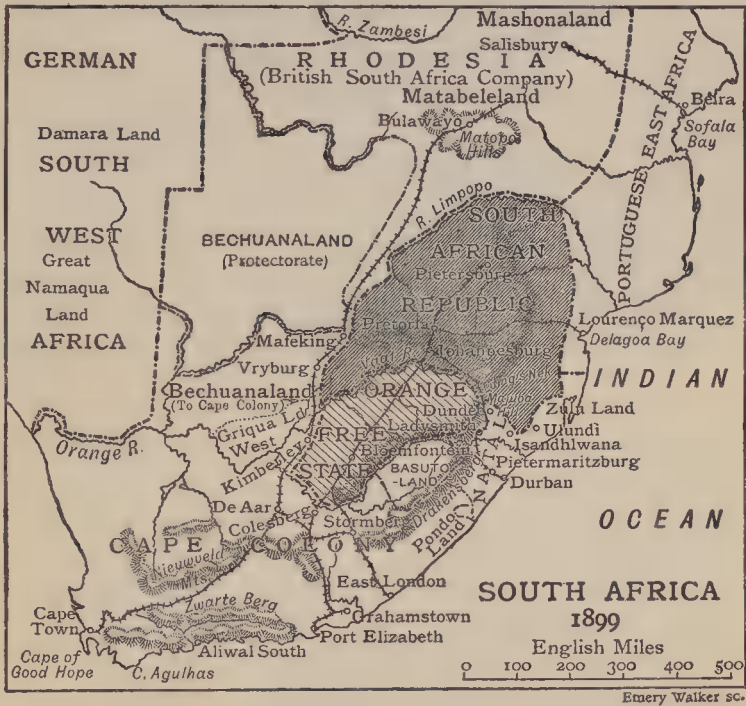 R. Zambesi
Mashonaland
Salisbury
GERMAN
RHODESIA
(British South Africa Company)
Matabeleland
PORTUGUESE EAST AFRICA
Beira
Bulawayo
Sofala
Bay
Matopo
Hills
Damara Land
SOUTH
R. Limpopo
SOUTH
WEST
BECHUANALAND
(Protectorate)
AFRICAN
Great
Pietersburg
Namaqua
Land
REPUBLIC
AFRICA
Lourenço Marquez
Pretoria
Delagoa Bay
Mafeking
Johannesburg
Vaal R.
Vryburg
INDIAN
Bechuanaland
(To Cape Colony)
ORANGE
Laing's Nek
Majuba
Hill
Dundee
Zulu Land
Griqua Ld
West
Ladysmith
Ulundi
FREE
Isandhlwana
Orange R.
Bloemfontein
NATAL
Kimberley
STATE
BASUTO
-LAND
Pietermaritzburg
Durban
De Aar
Drakensberg
Colesberg
Stormberg
Pondo
Land
OCEAN
CAPE COLONY
Nieuwveld
Mts.
East London
SOUTH AFRICA
1899
Zwarte Berg
Cape
Town
Grahamstown
Port Elizabeth
English Miles
Aliwal South
Cape of
Good Hope
C. Agulhas
0 100 200 300 400 500
Emery Walker sc.